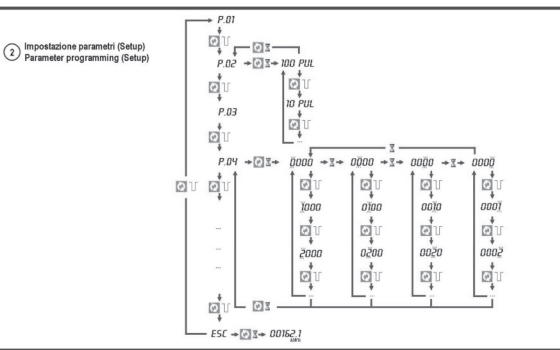 2
Impostazione parametri (Setup)
Parameter programming (Setup)
P.01
P.02
100 PUL
10 PUL
...
P.03
P.04
0000 0000 0000 0000
1000 0100 0010 0001
2000 0200 0020 0002
... ... ... ...
...
...
...
ESC
00162.1
kWh